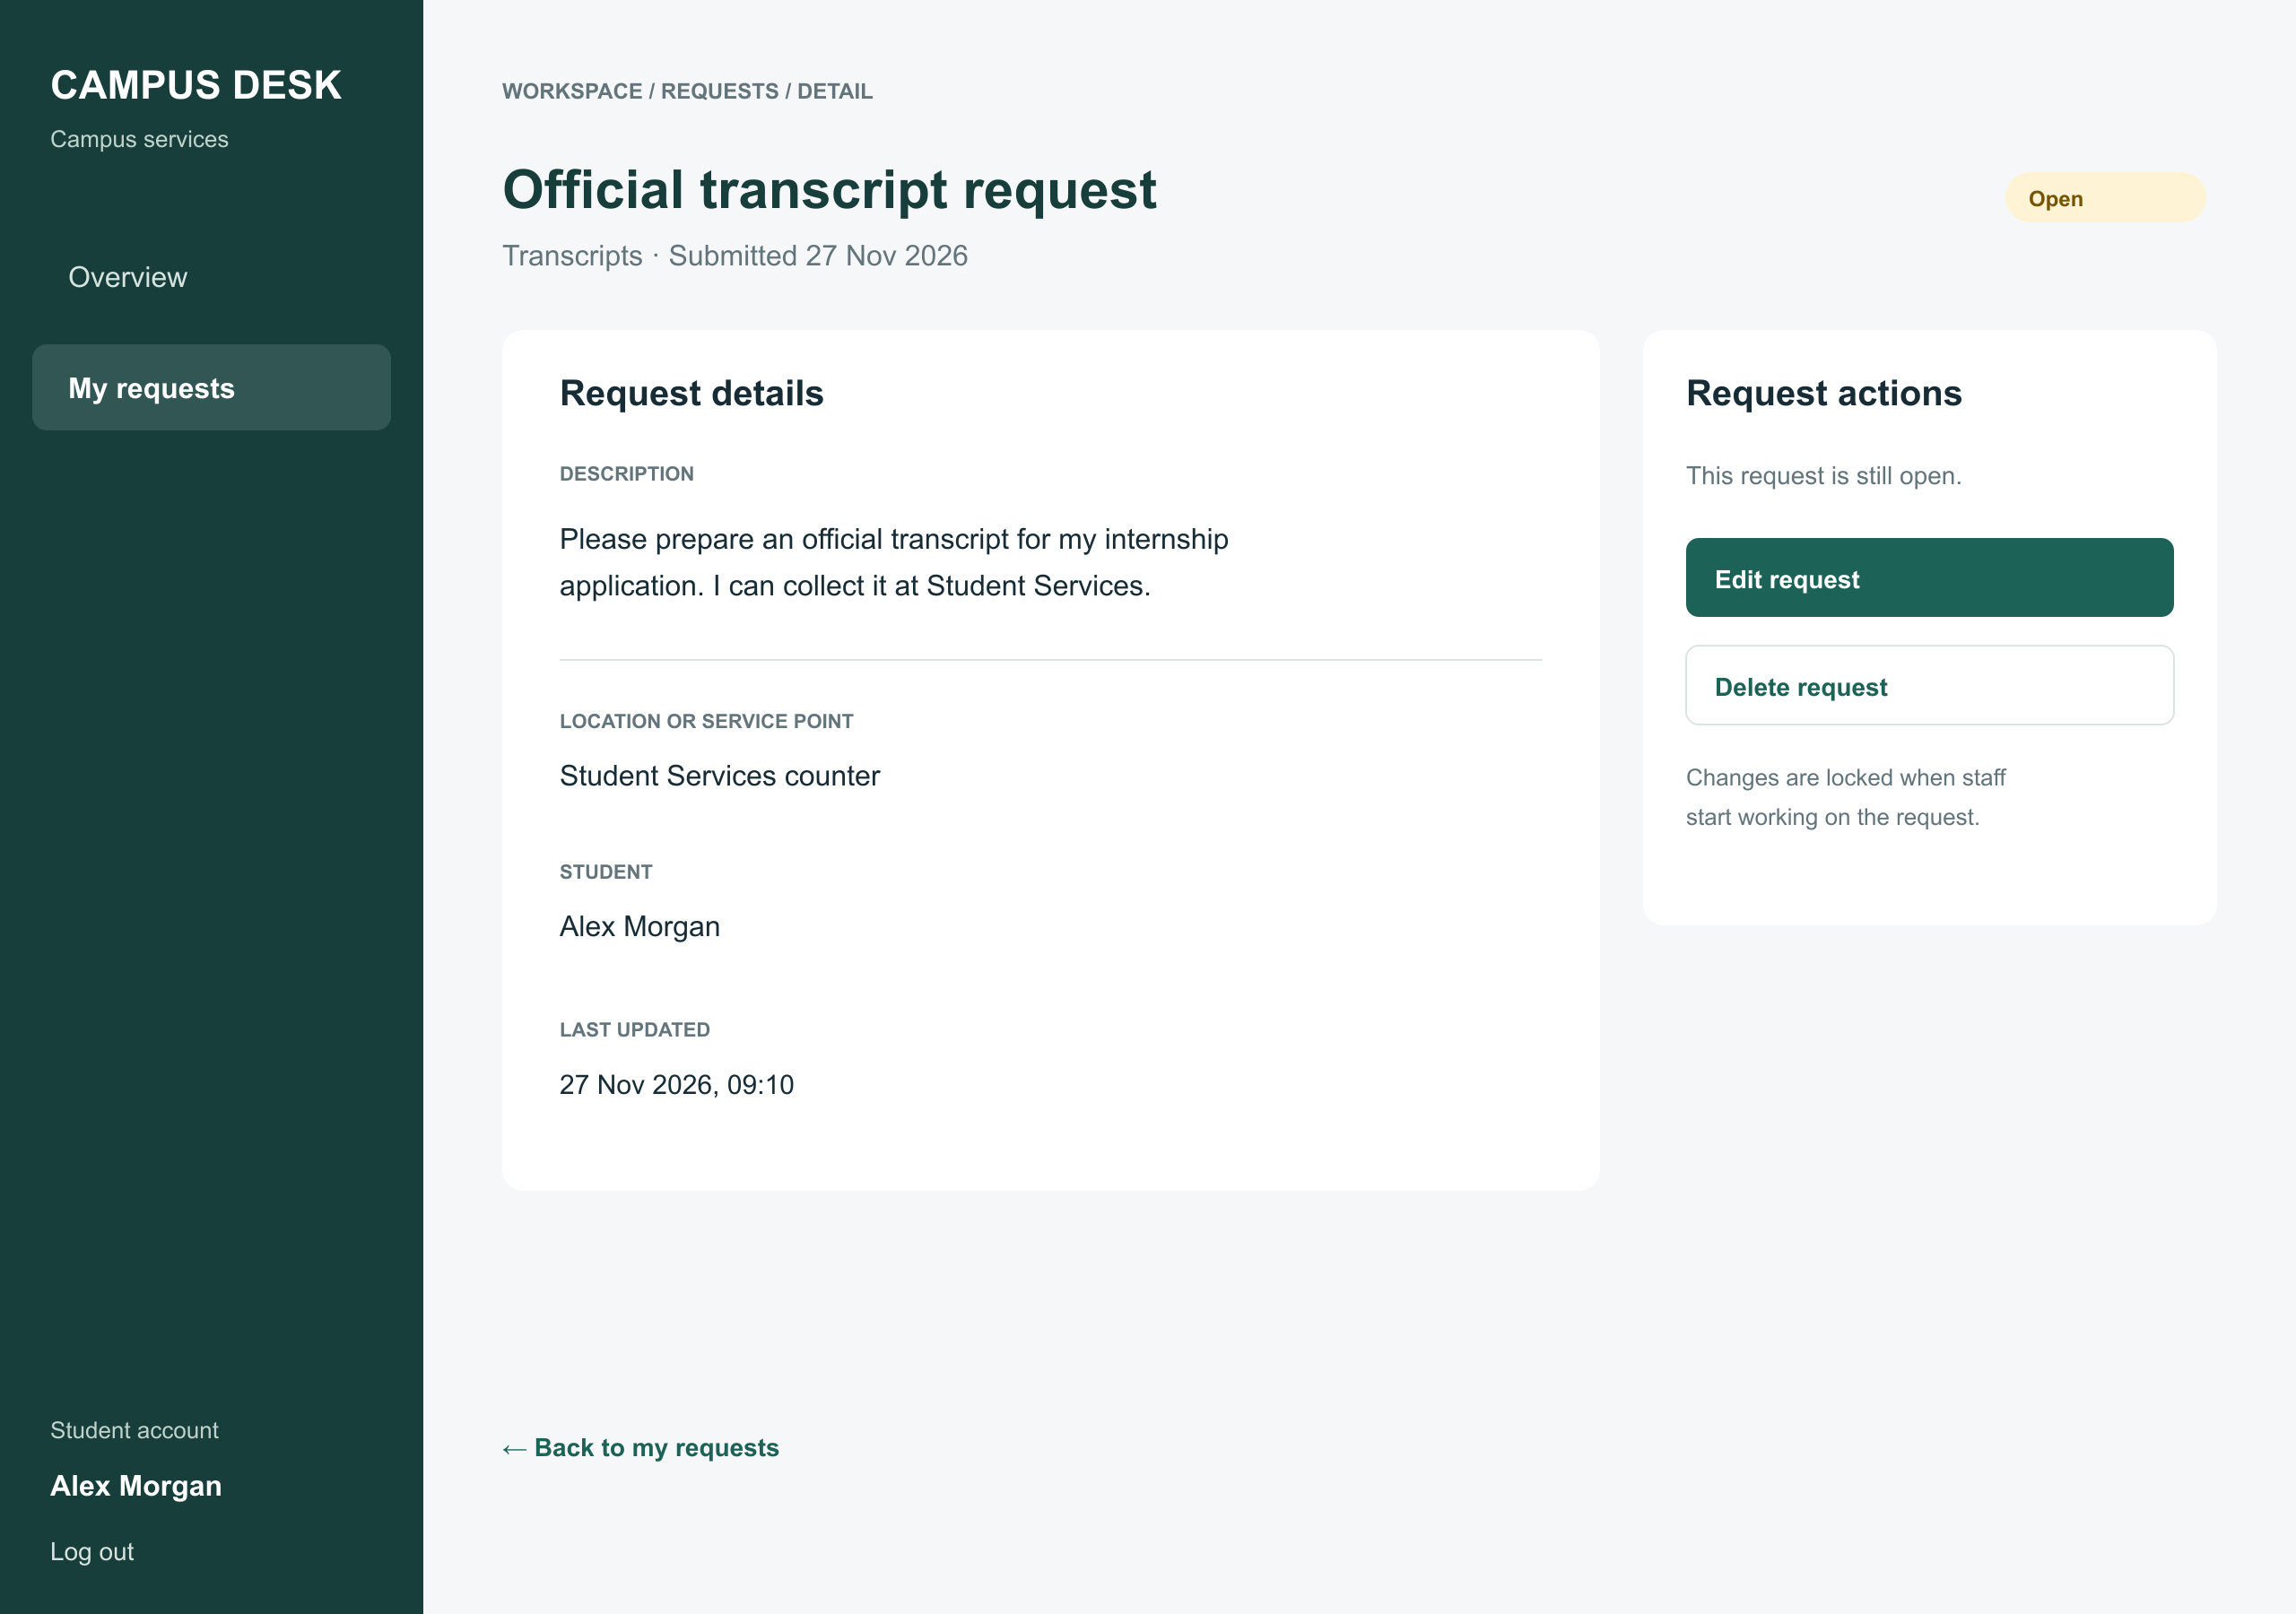 CAMPUS DESK
Campus services
Overview
My requests
Student account
Alex Morgan
Log out
WORKSPACE / REQUESTS / DETAIL
Official transcript request
Transcripts · Submitted 27 Nov 2026
Open
Request details
DESCRIPTION
Please prepare an official transcript for my internship
application. I can collect it at Student Services.
LOCATION OR SERVICE POINT
Student Services counter
STUDENT
Alex Morgan
LAST UPDATED
27 Nov 2026, 09:10
Request actions
This request is still open.
Edit request
Delete request
Changes are locked when staff
start working on the request.
← Back to my requests